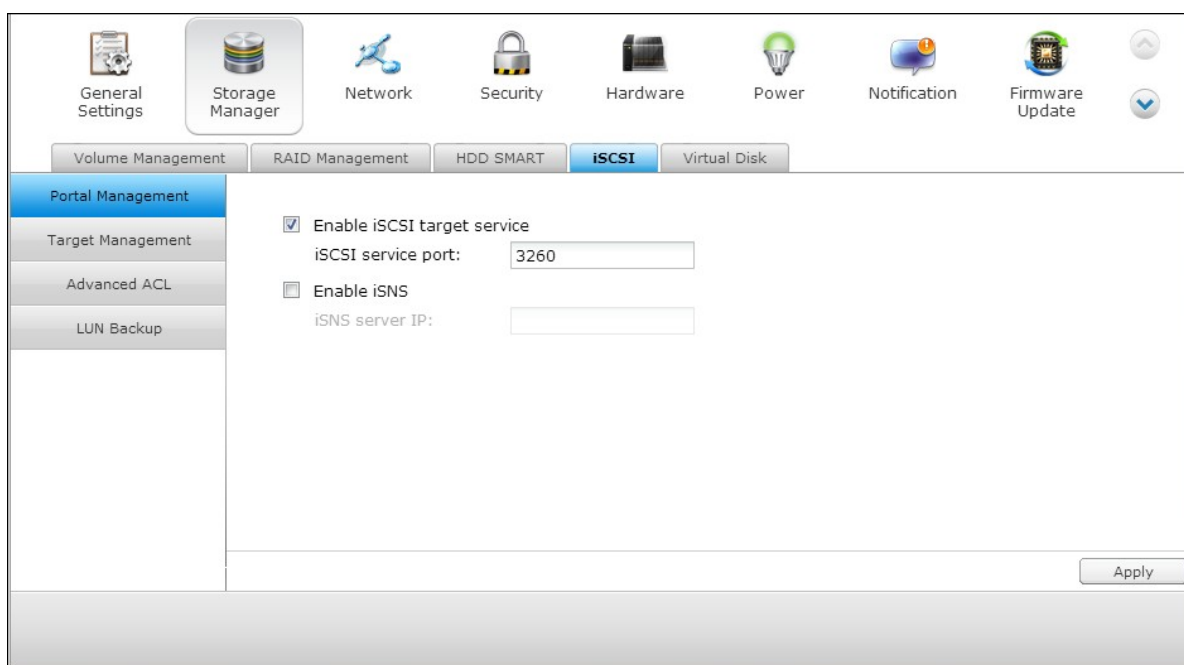 General Settings
Storage Manager
Network
Security
Hardware
Power
Notification
Firmware Update
Volume Management
RAID Management
HDD SMART
iSCSI
Virtual Disk
Portal Management
Target Management
Advanced ACL
LUN Backup
Enable iSCSI target service
iSCSI service port: 3260
Enable iSNS
iSNS server IP:
Apply